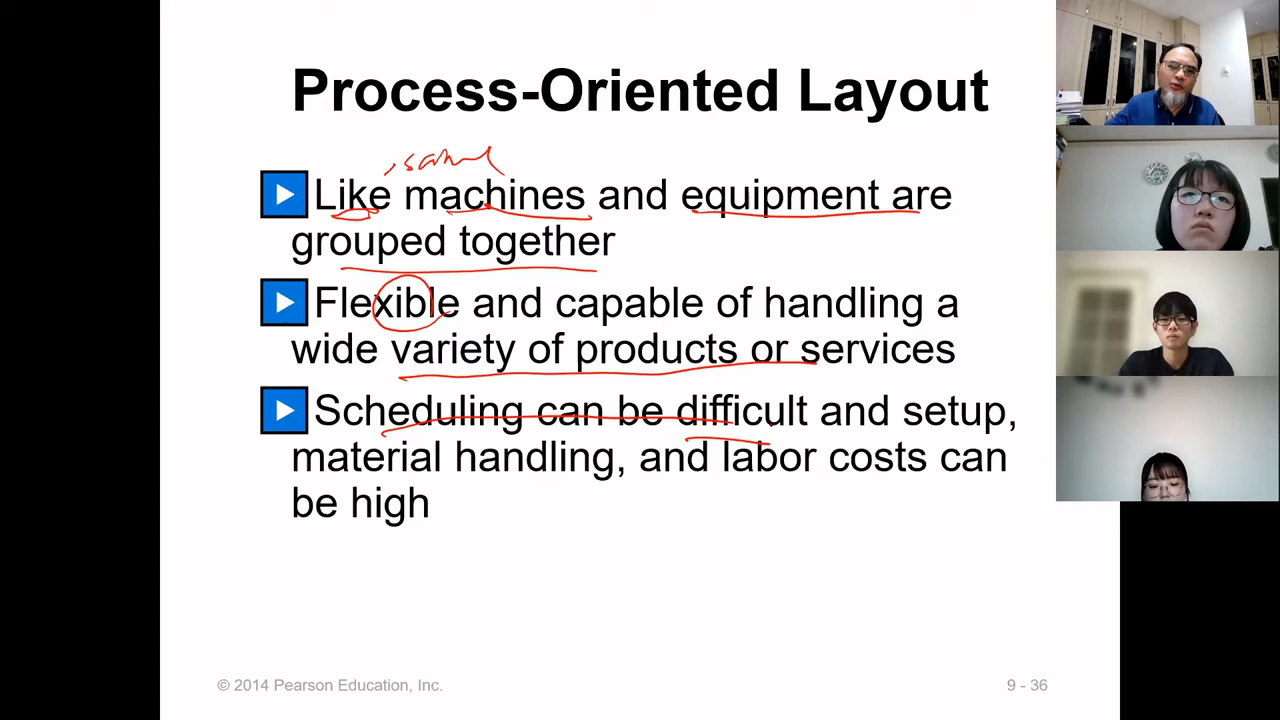 Process-Oriented Layout
same
Like machines and equipment are
grouped together
Flexible and capable of handling a
wide variety of products or services
Scheduling can be difficult and setup,
material handling, and labor costs can
be high
© 2014 Pearson Education, Inc.
9 - 36